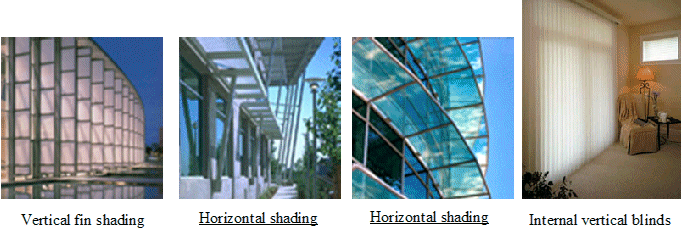 Vertical fin shading
Horizontal shading
Horizontal shading
Internal vertical blinds